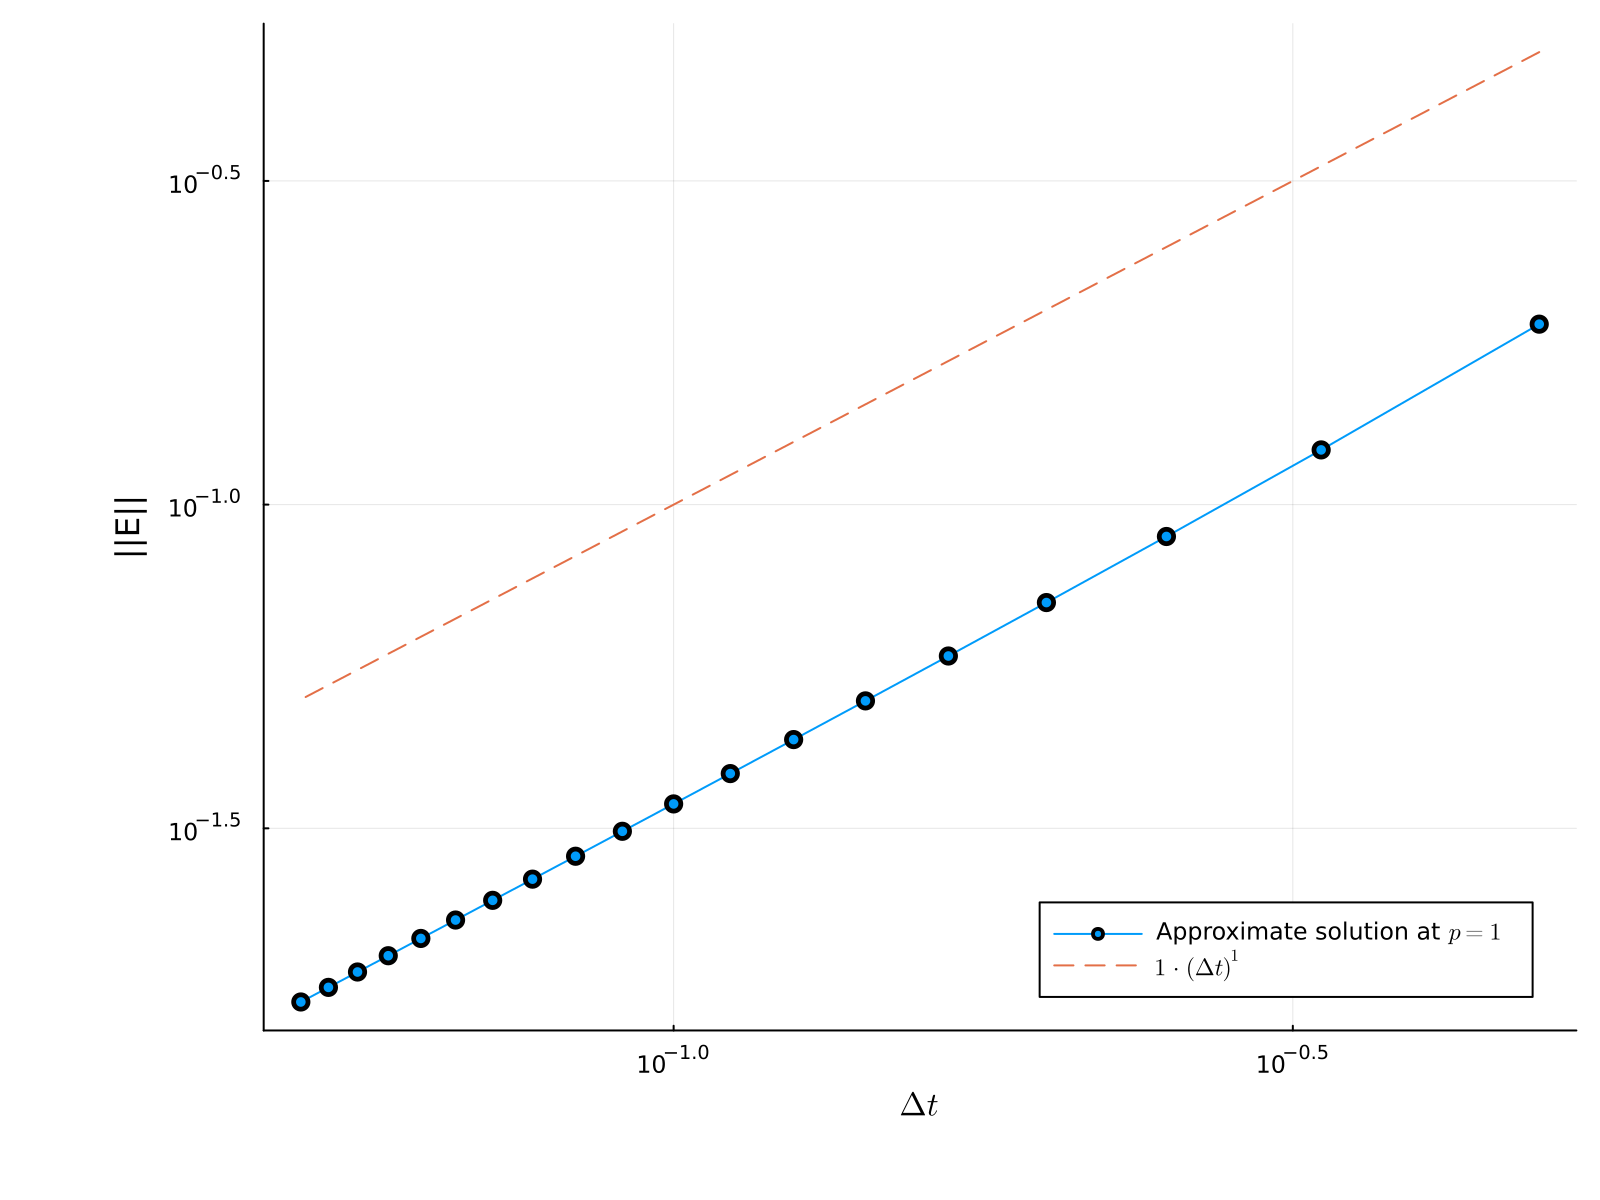 ||E||
10^−0.5
10^−1.0
10^−1.5
Approximate solution at p = 1
1 · (Δt)^1
10^−1.0
10^−0.5
Δt